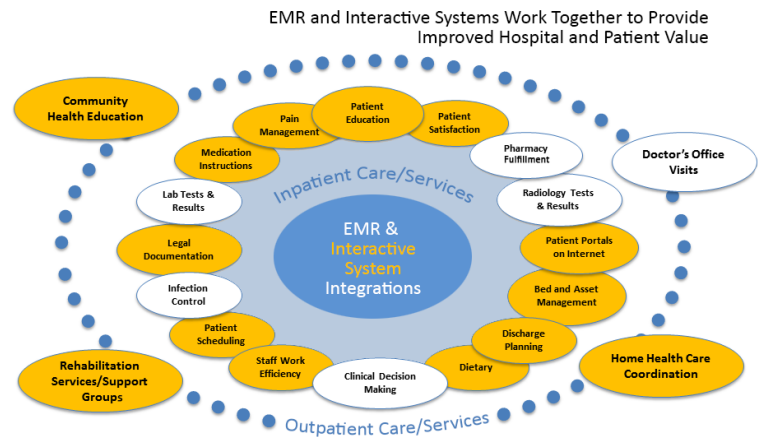 EMR and Interactive Systems Work Together to Provide
Improved Hospital and Patient Value
Community
Health Education
Patient
Education
Pain
Management
Patient
Satisfaction
Medication
Instructions
Pharmacy
Fulfillment
Doctor's Office
Visits
Inpatient Care/Services
Lab Tests &
Results
Radiology Tests
& Results
EMR &
Interactive
System
Integrations
Legal
Documentation
Patient Portals
on Internet
Infection
Control
Bed and Asset
Management
Patient
Scheduling
Discharge
Planning
Staff Work
Efficiency
Clinical Decision
Making
Dietary
Rehabilitation
Services/Support
Groups
Home Health Care
Coordination
Outpatient Care/Services